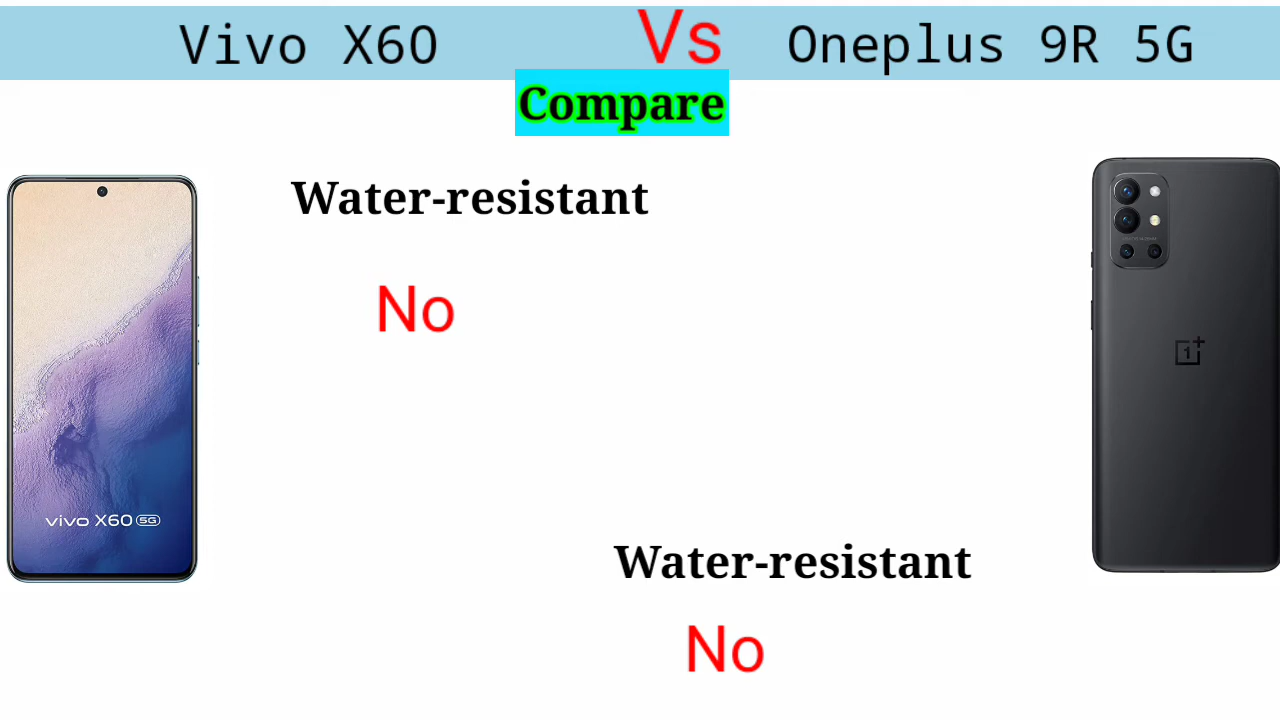 Vivo X60 Vs Oneplus 9R 5G
Compare
Water-resistant
No
vivo X60 5G
Water-resistant
No